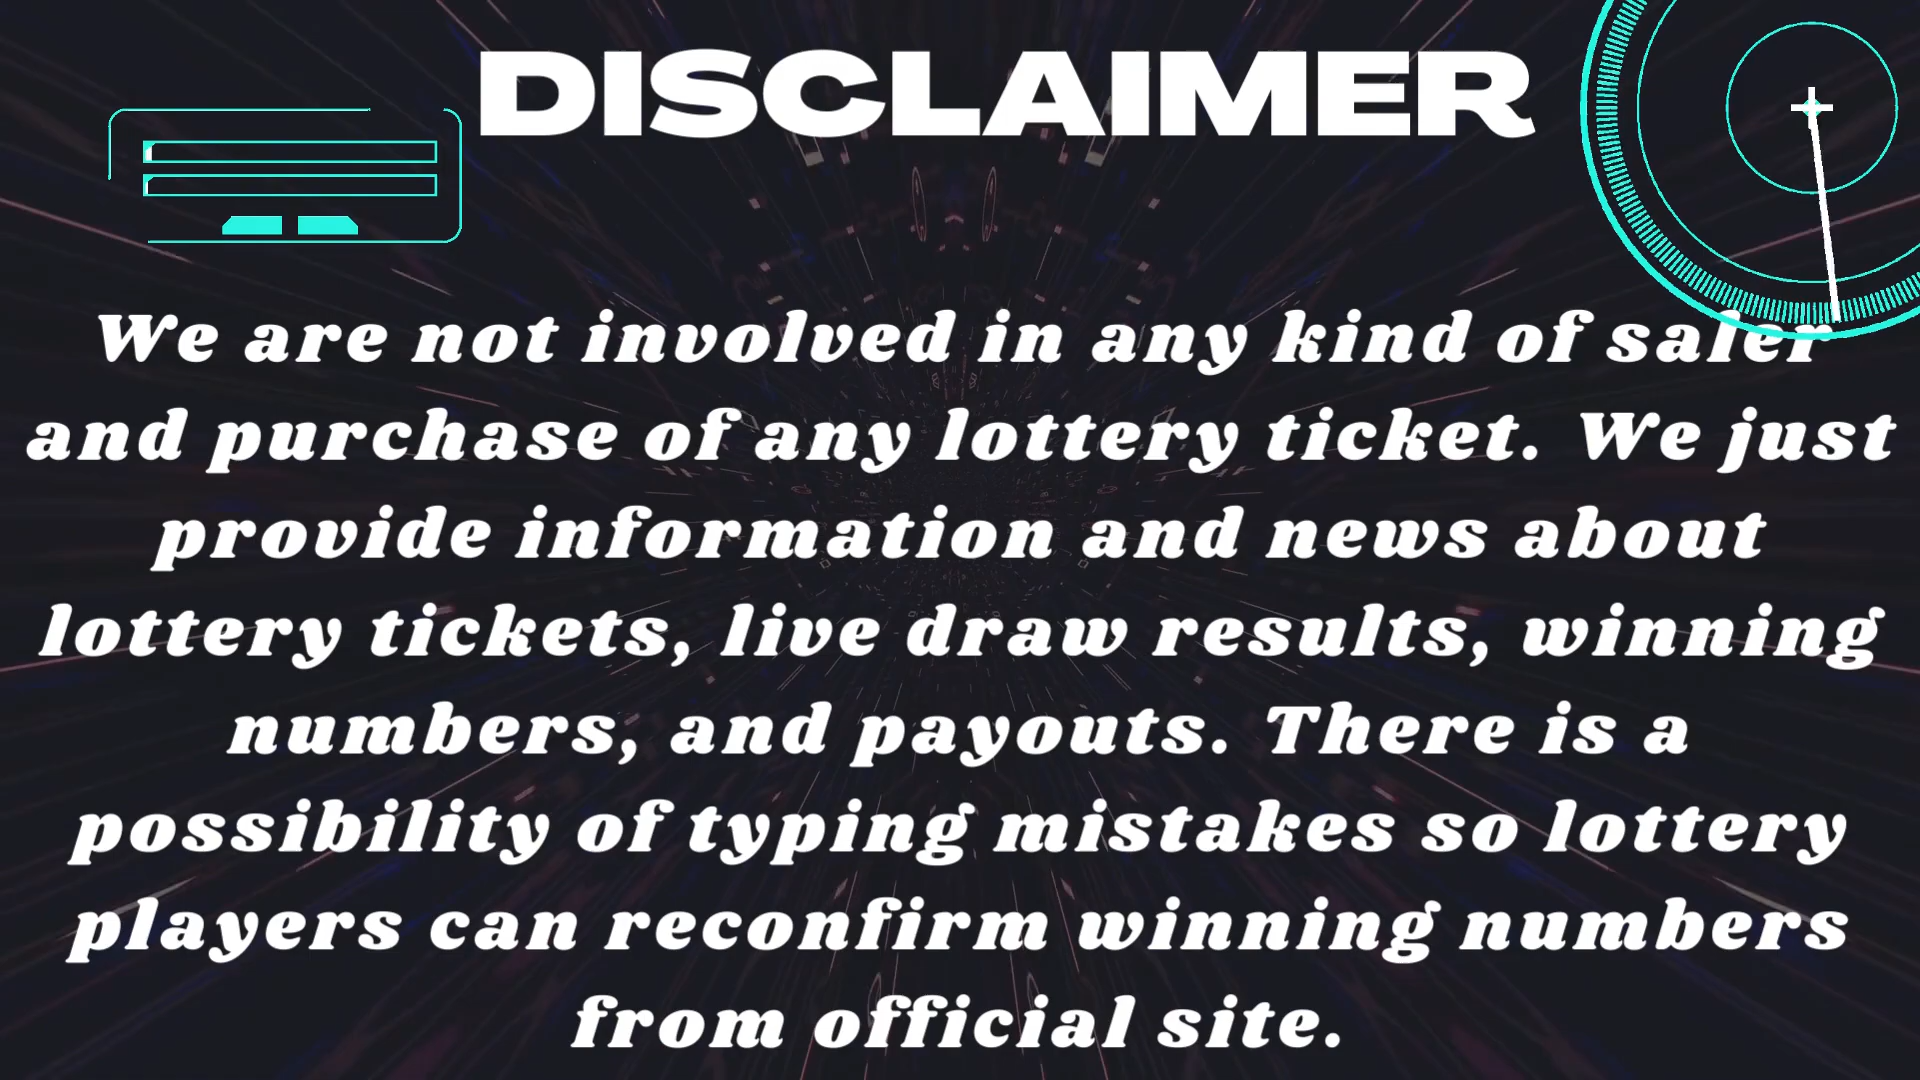 DISCLAIMER
We are not involved in any kind of saler
and purchase of any lottery ticket. We just
provide information and news about
lottery tickets, live draw results, winning
numbers, and payouts. There is a
possibility of typing mistakes so lottery
players can reconfirm winning numbers
from official site.